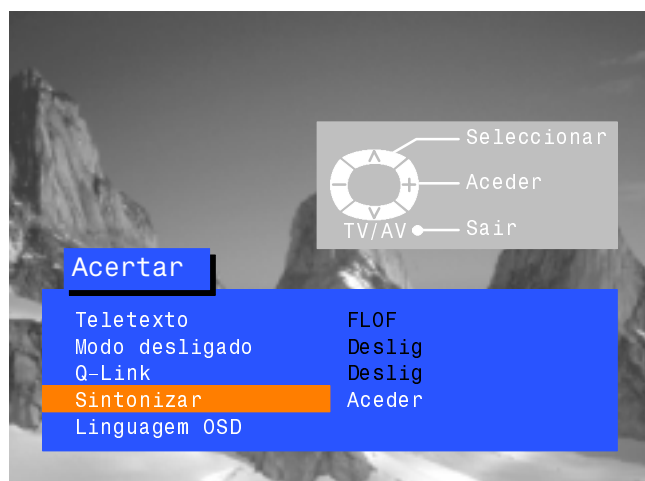 Seleccionar
Aceder
TV/AV
Sair
Acertar
Teletexto FLOF
Modo desligado Deslig
Q-Link Deslig
Sintonizar Aceder
Linguagem OSD